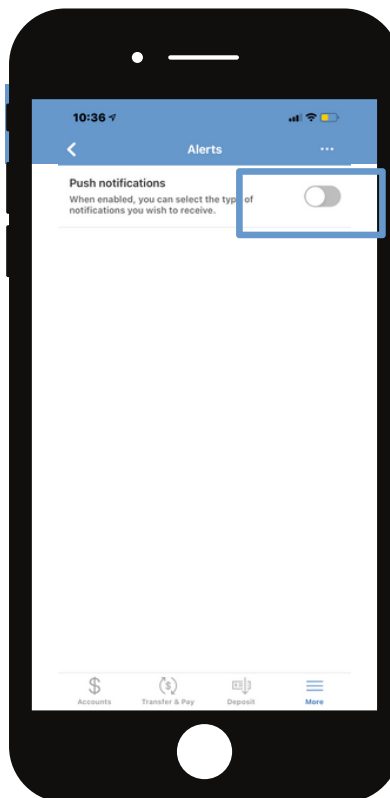 10:36
Alerts
Push notifications
When enabled, you can select the type of
notifications you wish to receive.
Accounts Transfer & Pay Deposit More